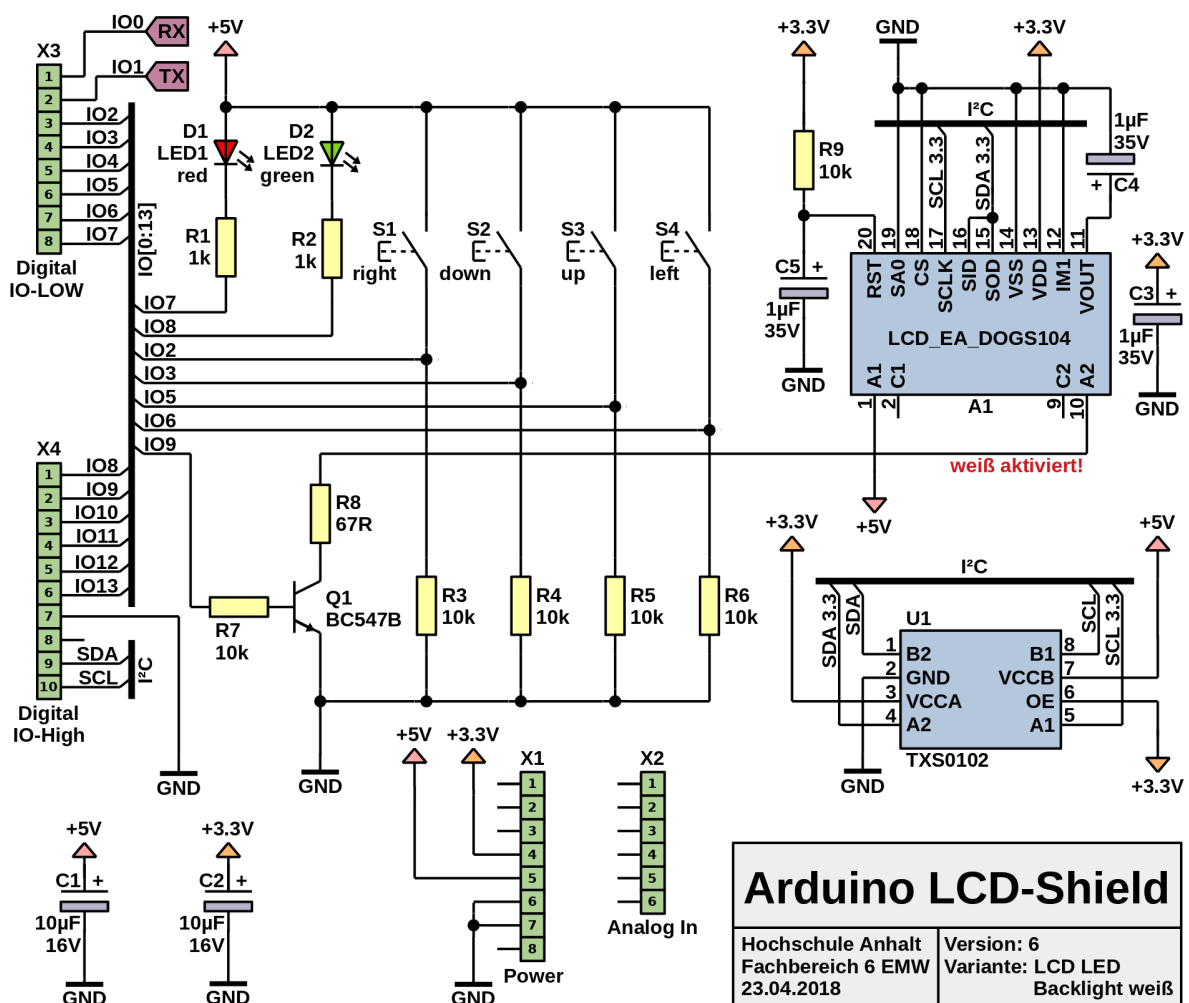 X3
IO0
RX
IO1
TX
1
2
3
4
5
6
7
8
IO2
IO3
IO4
IO5
IO6
IO7
Digital
IO-LOW
IO[0:13]
+5V
D1
LED1
red
D2
LED2
green
R1
1k
R2
1k
S1
right
S2
down
S3
up
S4
left
IO7
IO8
IO2
IO3
IO5
IO6
IO9
X4
1
2
3
4
5
6
7
8
9
10
IO8
IO9
IO10
IO11
IO12
IO13
SDA
SCL
I²C
Digital
IO-High
GND
R7
10k
R8
67R
Q1
BC547B
R3
10k
R4
10k
R5
10k
R6
10k
GND
+3.3V
R9
10k
C5 +
1µF
35V
GND
GND
+3.3V
I²C
SCL 3.3
SDA 3.3
1µF
35V
+ C4
20
19
18
17
16
15
14
13
12
11
RST
SA0
CS
SCLK
SID
SOD
VSS
VDD
IM1
VOUT
LCD_EA_DOGS104
A1
C1
C2
A2
1
2
9
10
A1
+3.3V
C3 +
1µF
35V
GND
weiß aktiviert!
+5V
+3.3V
+5V
I²C
SDA 3.3
SDA
SCL
SCL 3.3
U1
1
2
3
4
B2
GND
VCCA
A2
B1
VCCB
OE
A1
8
7
6
5
TXS0102
GND
+3.3V
+5V
+3.3V
X1
1
2
3
4
5
6
7
8
Power
GND
X2
1
2
3
4
5
6
Analog In
+5V
C1 +
10µF
16V
GND
+3.3V
C2 +
10µF
16V
GND
Arduino LCD-Shield
Hochschule Anhalt
Fachbereich 6 EMW
23.04.2018
Version: 6
Variante: LCD LED
Backlight weiß